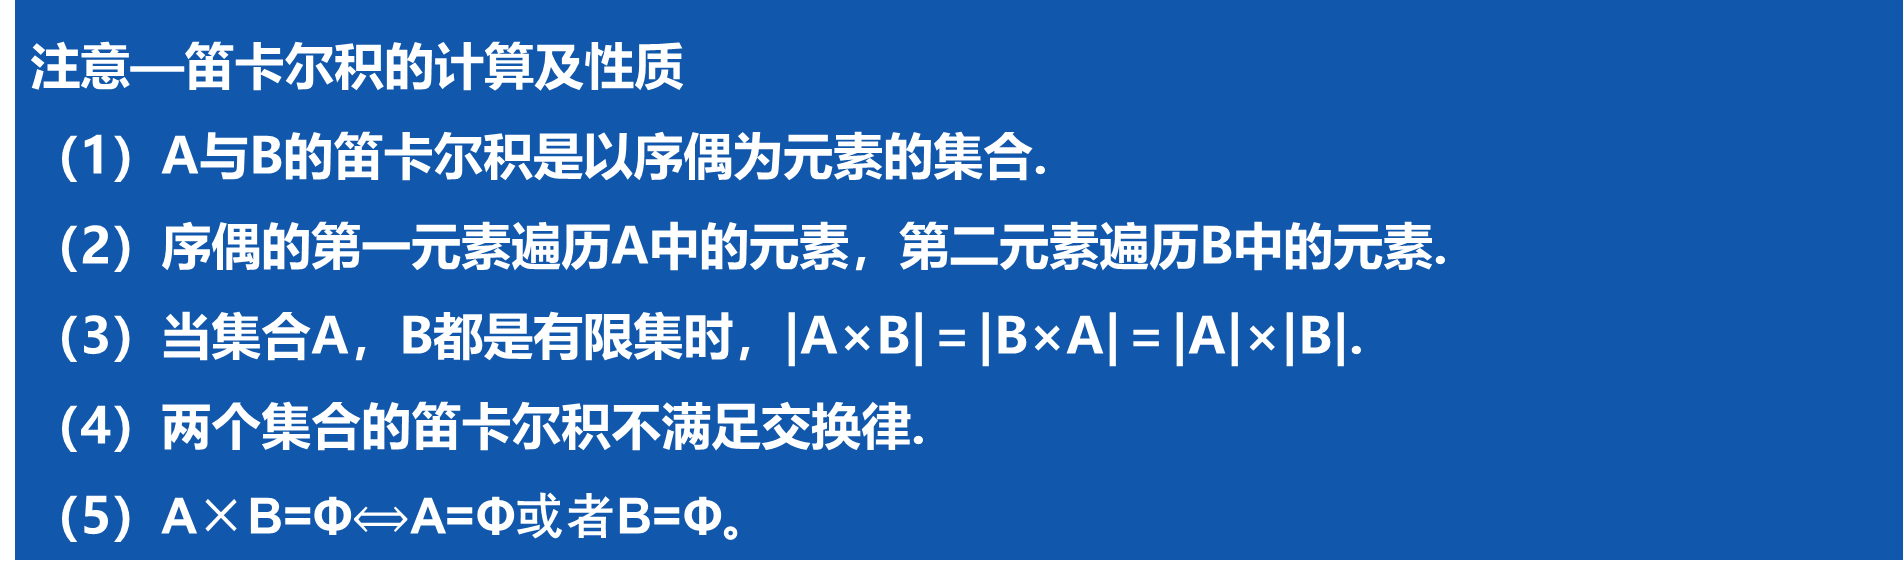 注意—笛卡尔积的计算及性质
（1）A与B的笛卡尔积是以序偶为元素的集合.
（2）序偶的第一元素遍历A中的元素，第二元素遍历B中的元素.
（3）当集合A，B都是有限集时，|A×B|＝|B×A|＝|A|×|B|.
（4）两个集合的笛卡尔积不满足交换律.
（5）A×B=Φ⇔A=Φ或者B=Φ。